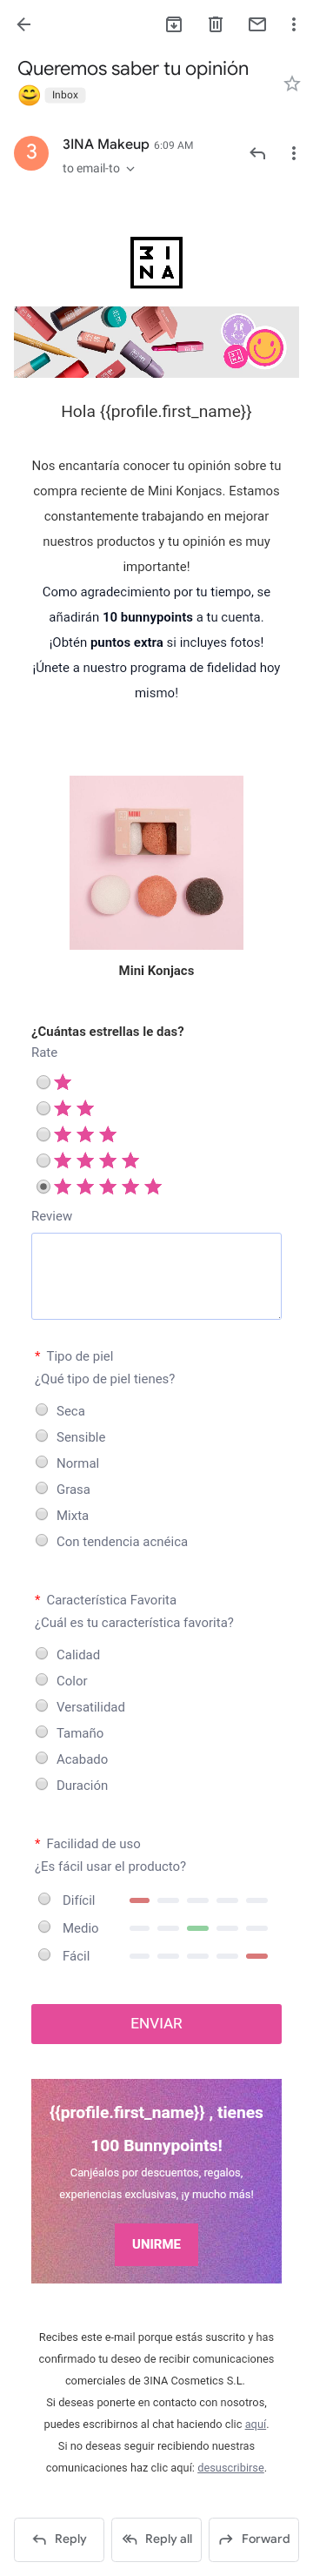 Queremos saber tu opinión
😄 Inbox
3
3INA Makeup 6:09 AM
to email-to
3INA
Hola {{profile.first_name}}
Nos encantaría conocer tu opinión sobre tu
compra reciente de Mini Konjacs. Estamos
constantemente trabajando en mejorar
nuestros productos y tu opinión es muy
importante!
Como agradecimiento por tu tiempo, se
añadirán 10 bunnypoints a tu cuenta.
¡Obtén puntos extra si incluyes fotos!
¡Únete a nuestro programa de fidelidad hoy
mismo!
Mini Konjacs
¿Cuántas estrellas le das?
Rate
Review
* Tipo de piel
¿Qué tipo de piel tienes?
Seca
Sensible
Normal
Grasa
Mixta
Con tendencia acnéica
* Característica Favorita
¿Cuál es tu característica favorita?
Calidad
Color
Versatilidad
Tamaño
Acabado
Duración
* Facilidad de uso
¿Es fácil usar el producto?
Difícil
Medio
Fácil
ENVIAR
{{profile.first_name}} , tienes
100 Bunnypoints!
Canjéalos por descuentos, regalos,
experiencias exclusivas, ¡y mucho más!
UNIRME
Recibes este e-mail porque estás suscrito y has
confirmado tu deseo de recibir comunicaciones
comerciales de 3INA Cosmetics S.L.
Si deseas ponerte en contacto con nosotros,
puedes escribirnos al chat haciendo clic aquí.
Si no deseas seguir recibiendo nuestras
comunicaciones haz clic aquí: desuscribirse.
Reply
Reply all
Forward